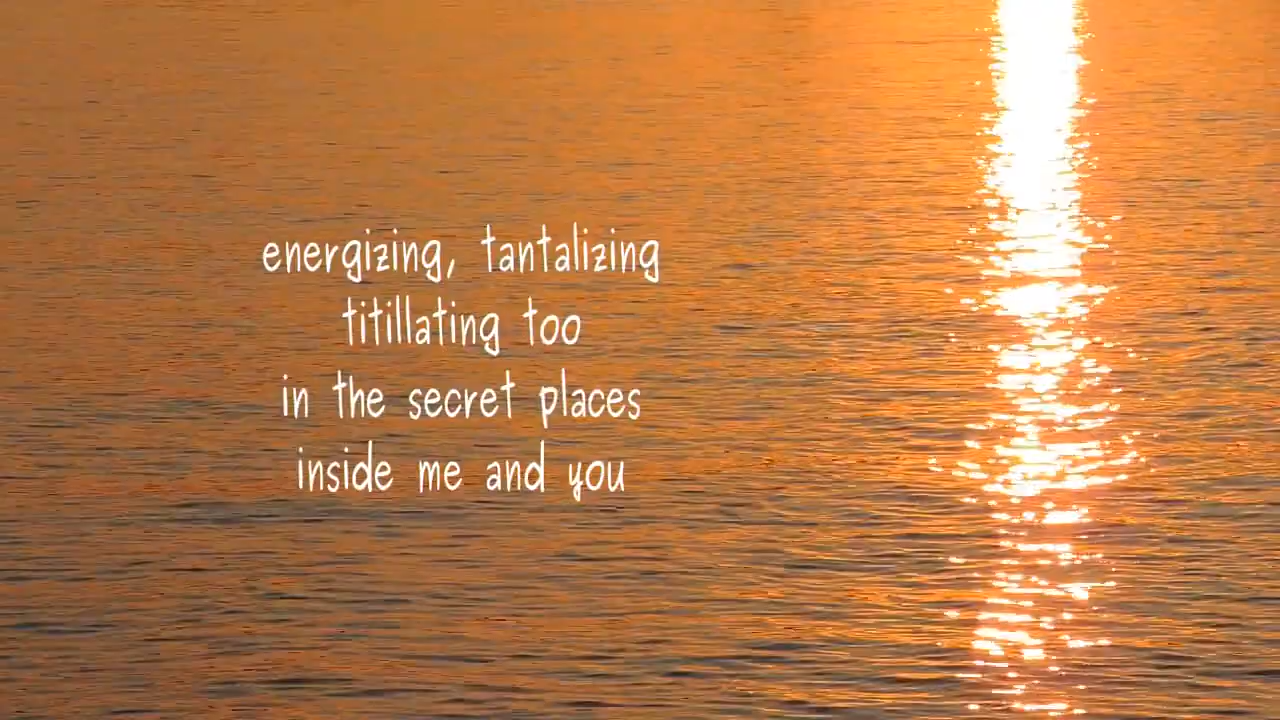 energizing, tantalizing
titillating too
in the secret places
inside me and you